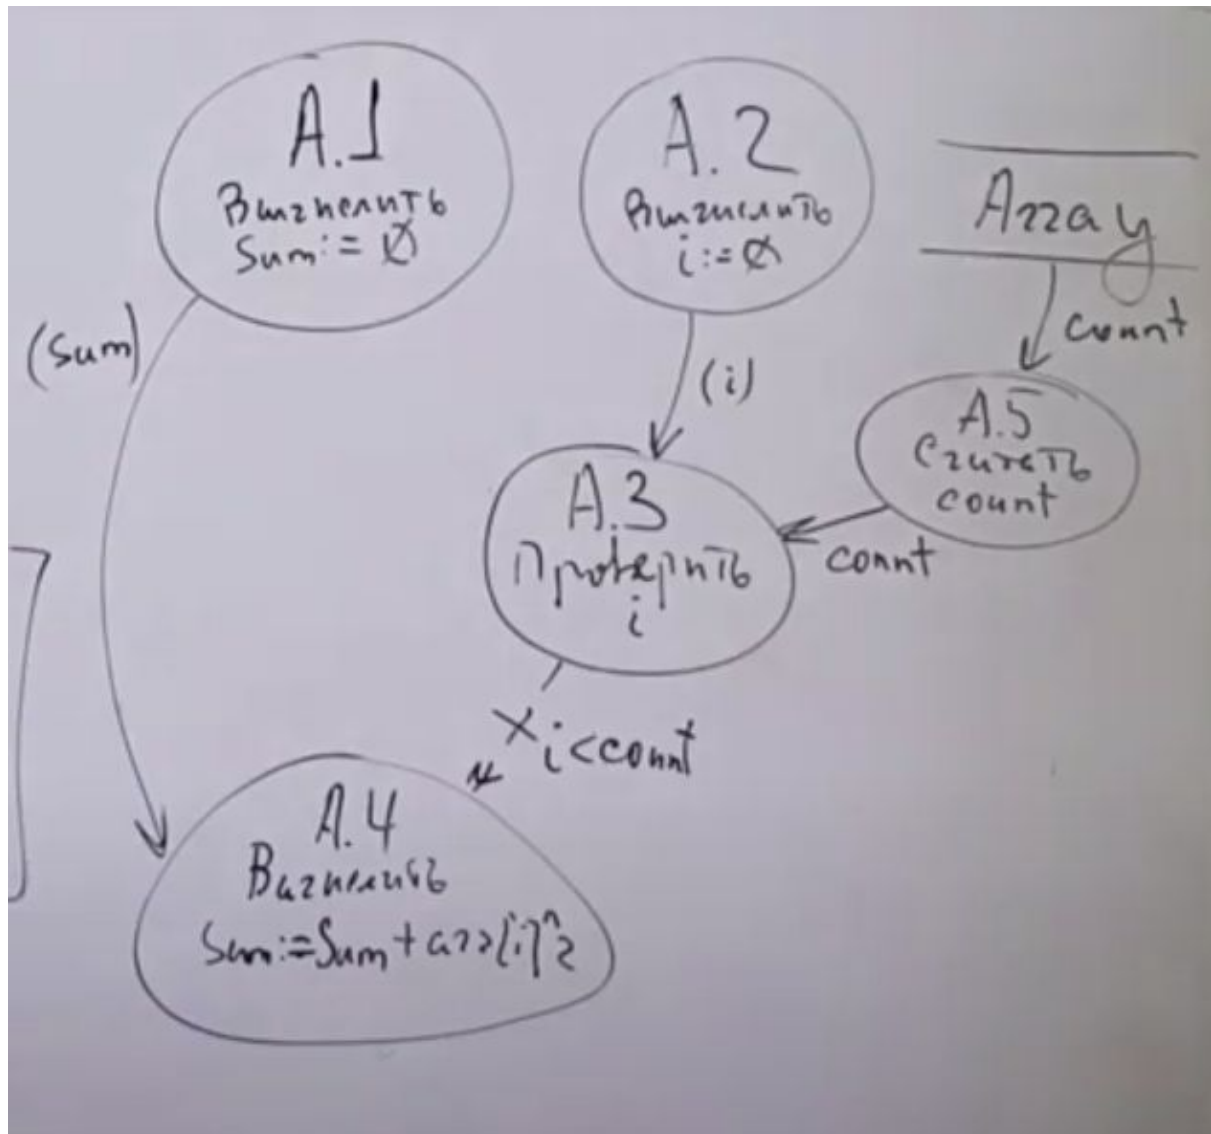 A.1
Вычислить
Sum:=0
(Sum)
A.2
Вычислить
i:=0
(i)
Array
count
A.5
Считать
count
count
A.3
Проверить
i
i<count
A.4
Вычислить
Sum:=Sum+arr[i]^2